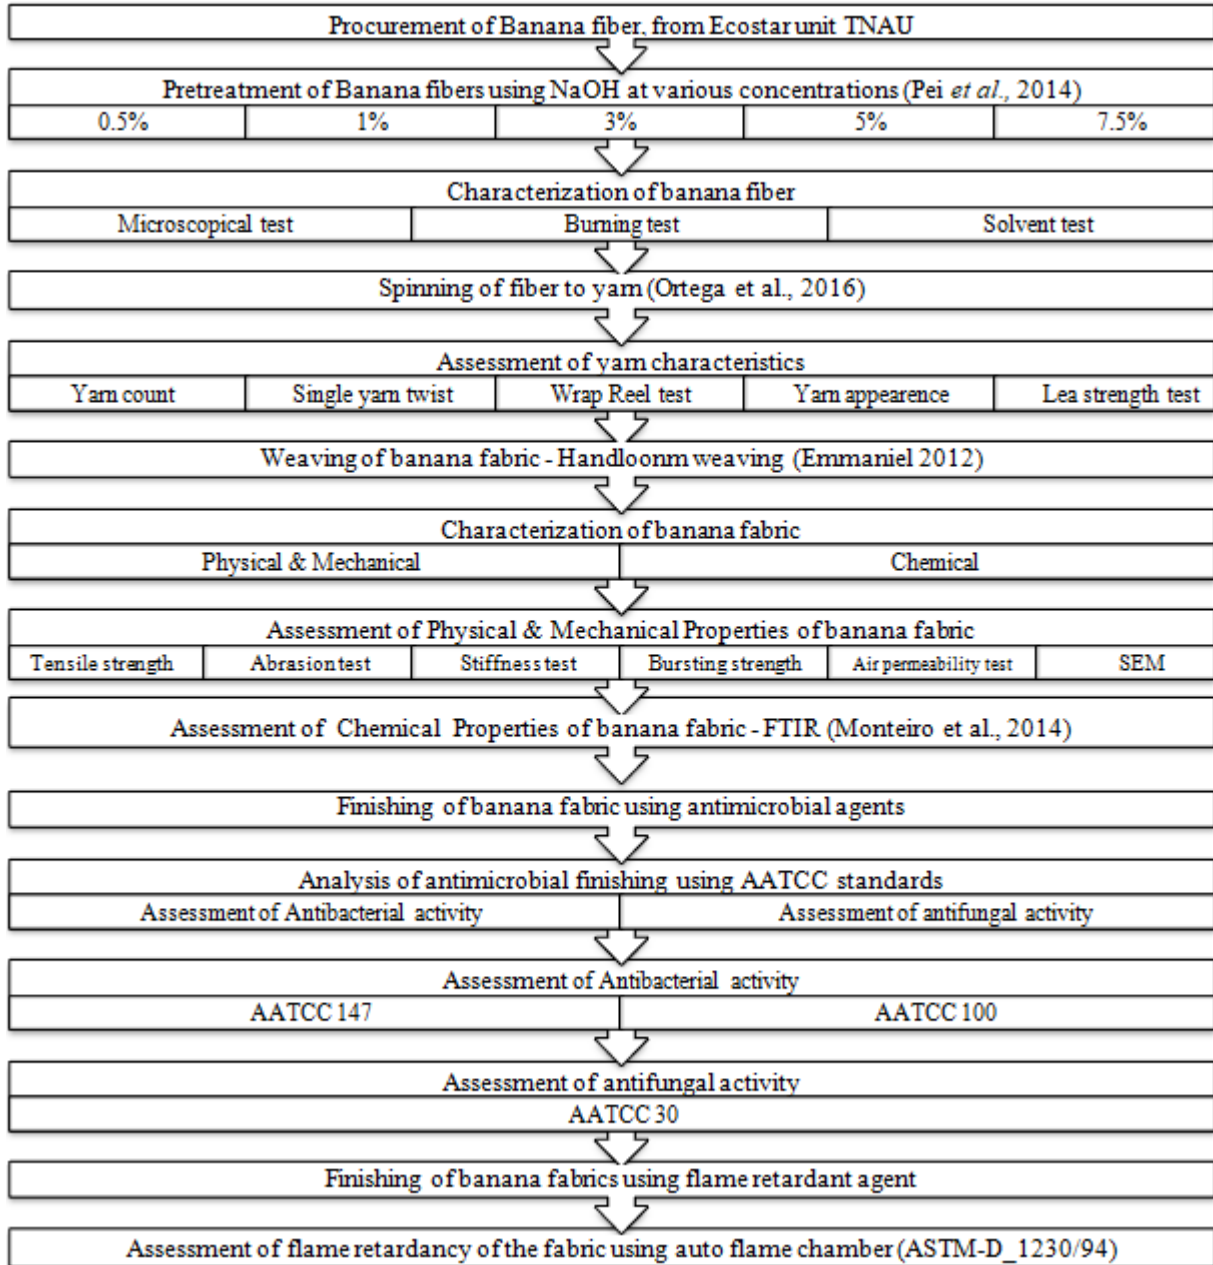 Procurement of Banana fiber, from Ecostar unit TNAU
Pretreatment of Banana fibers using NaOH at various concentrations (Pei et al., 2014)
0.5% 1% 3% 5% 7.5%
Characterization of banana fiber
Microscopical test Burning test Solvent test
Spinning of fiber to yarn (Ortega et al., 2016)
Assessment of yarn characteristics
Yarn count Single yarn twist Wrap Reel test Yarn appearence Lea strength test
Weaving of banana fabric - Handloonm weaving (Emmaniel 2012)
Characterization of banana fabric
Physical & Mechanical Chemical
Assessment of Physical & Mechanical Properties of banana fabric
Tensile strength Abrasion test Stiffness test Bursting strength Air permeability test SEM
Assessment of Chemical Properties of banana fabric - FTIR (Monteiro et al., 2014)
Finishing of banana fabric using antimicrobial agents
Analysis of antimicrobial finishing using AATCC standards
Assessment of Antibacterial activity Assessment of antifungal activity
Assessment of Antibacterial activity
AATCC 147 AATCC 100
Assessment of antifungal activity
AATCC 30
Finishing of banana fabrics using flame retardant agent
Assessment of flame retardancy of the fabric using auto flame chamber (ASTM-D_1230/94)